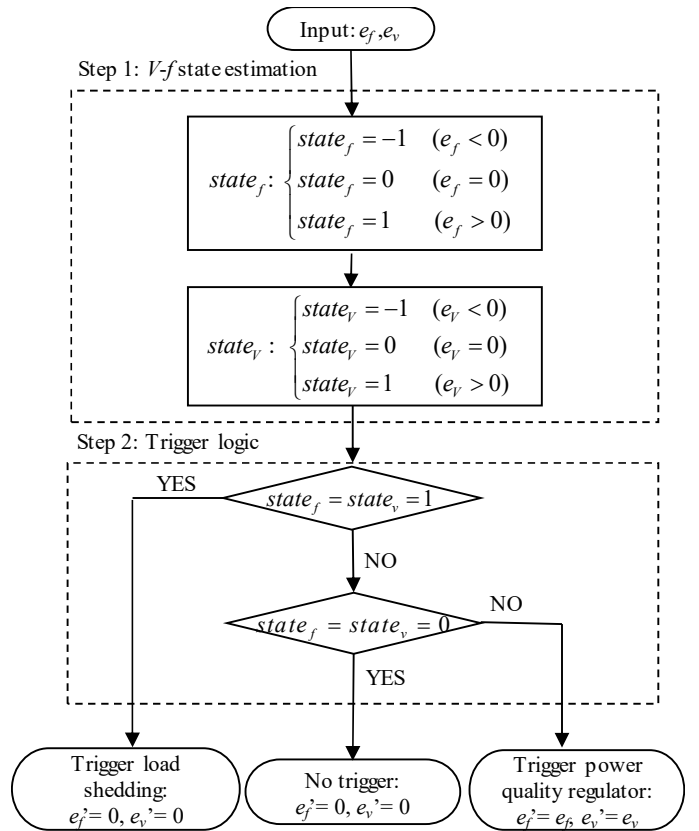 Input: e_f ,e_v
Step 1: V-f state estimation
state_f = −1 (e_f < 0)
state_f : { state_f = 0 (e_f = 0)
state_f = 1 (e_f > 0)
state_V = −1 (e_V < 0)
state_V : { state_V = 0 (e_V = 0)
state_V = 1 (e_V > 0)
Step 2: Trigger logic
YES
state_f = state_v = 1
NO
state_f = state_v = 0
NO
YES
Trigger load
shedding:
e_f’= 0, e_v’= 0
No trigger:
e_f’= 0, e_v’= 0
Trigger power
quality regulator:
e_f’= e_f, e_v’= e_v